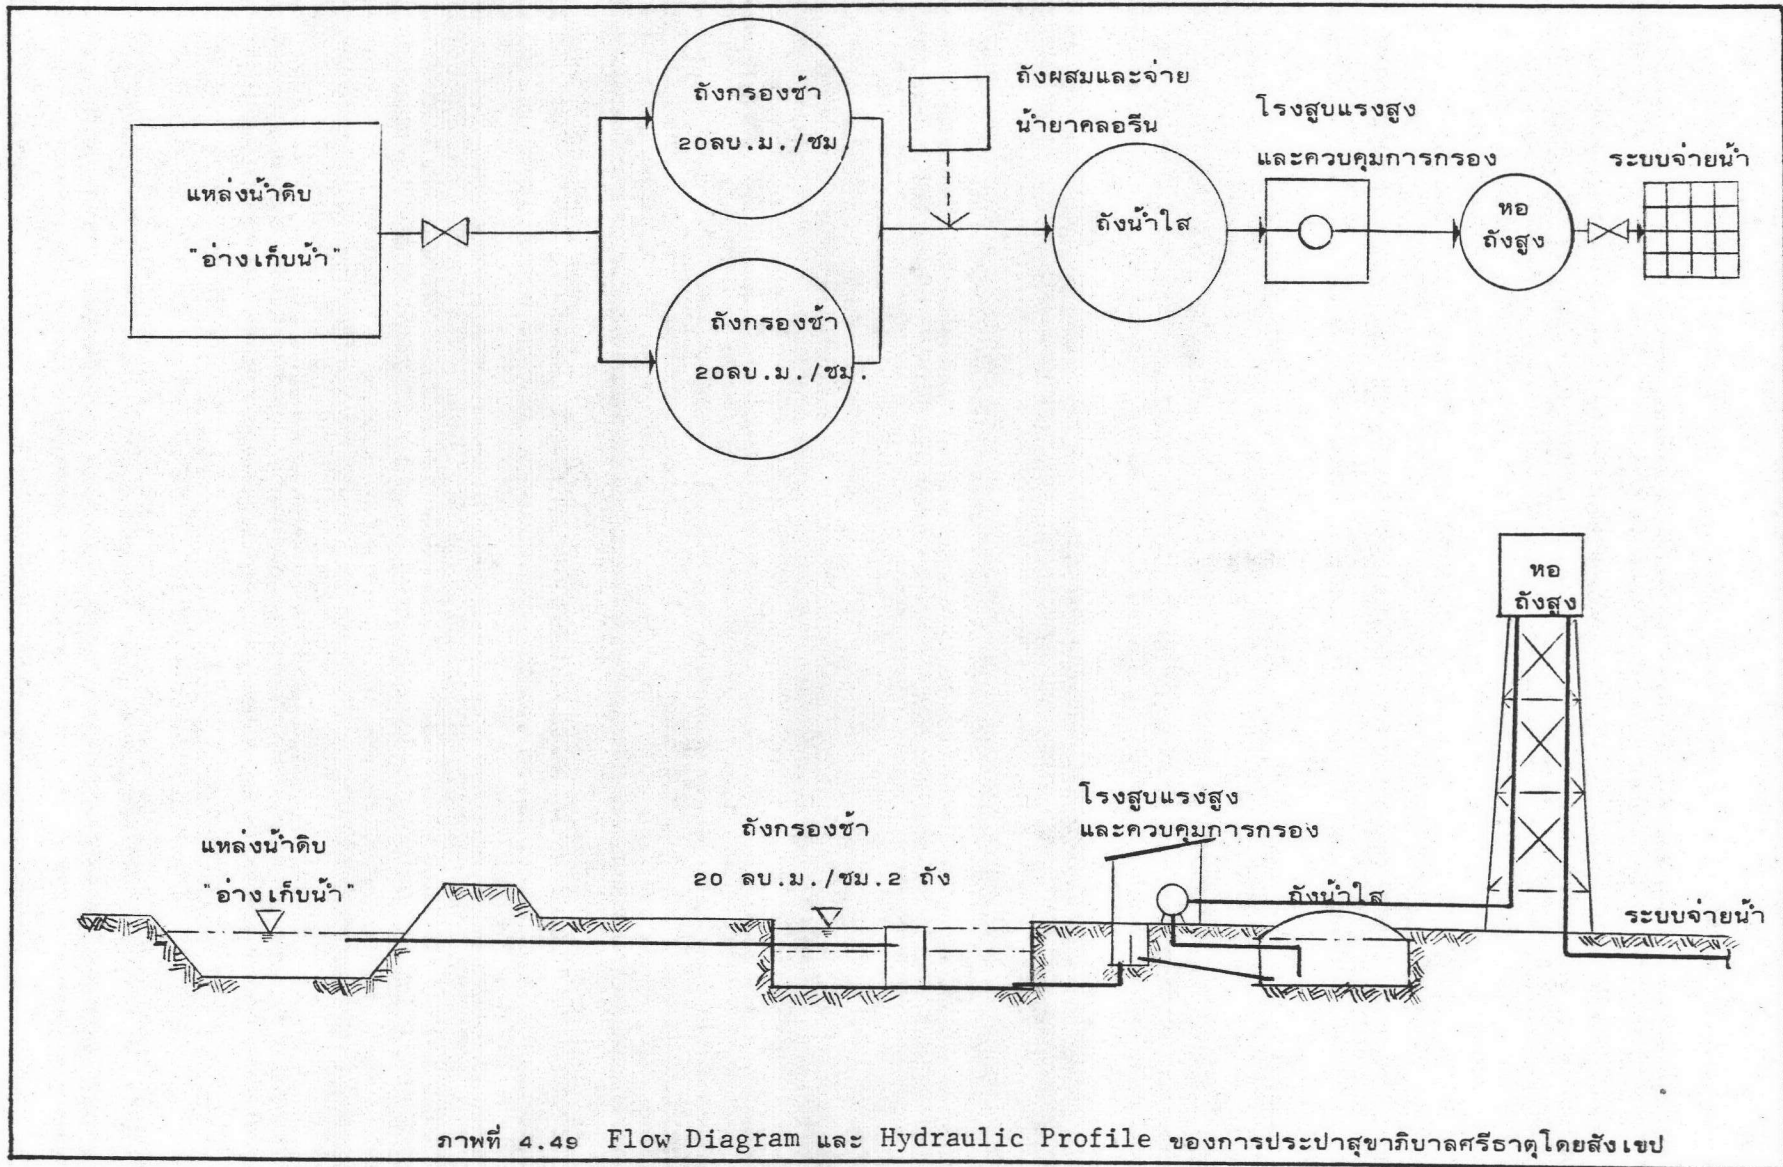 ถังกรองช้า
20ลบ.ม./ชม.
ถังผสมและจ่าย
น้ำยาคลอรีน
โรงสูบแรงสูง
และควบคุมการกรอง
ระบบจ่ายน้ำ
แหล่งน้ำดิบ
"อ่างเก็บน้ำ"
ถังน้ำใส
หอ
ถังสูง
ถังกรองช้า
20ลบ.ม./ชม.
หอ
ถังสูง
โรงสูบแรงสูง
และควบคุมการกรอง
แหล่งน้ำดิบ
"อ่างเก็บน้ำ"
ถังกรองช้า
20 ลบ.ม./ชม.2 ถัง
ถังน้ำใส
ระบบจ่ายน้ำ
ภาพที่ 4.49 Flow Diagram และ Hydraulic Profile ของการประปาสุขาภิบาลศรีธาตุโดยสังเขป